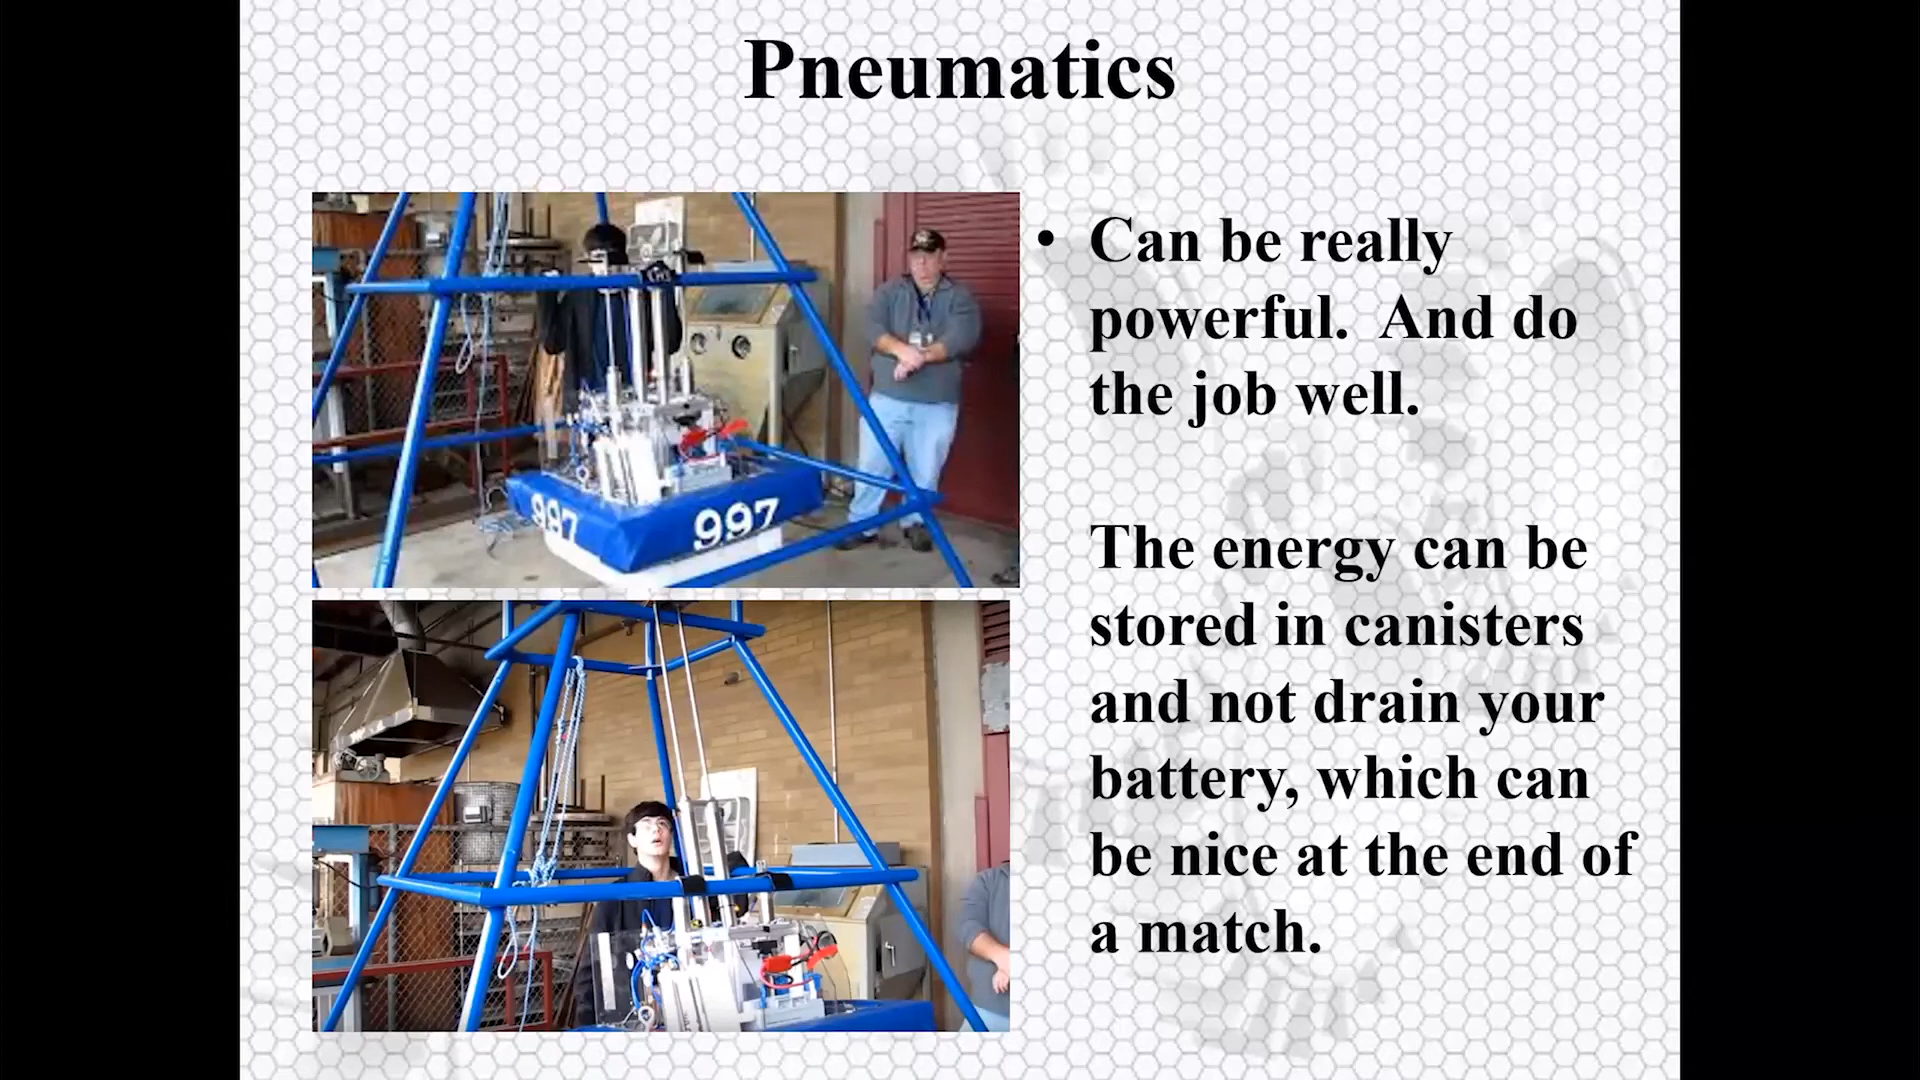 Pneumatics
• Can be really
powerful.  And do
the job well.
The energy can be
stored in canisters
and not drain your
battery, which can
be nice at the end of
a match.
997
997